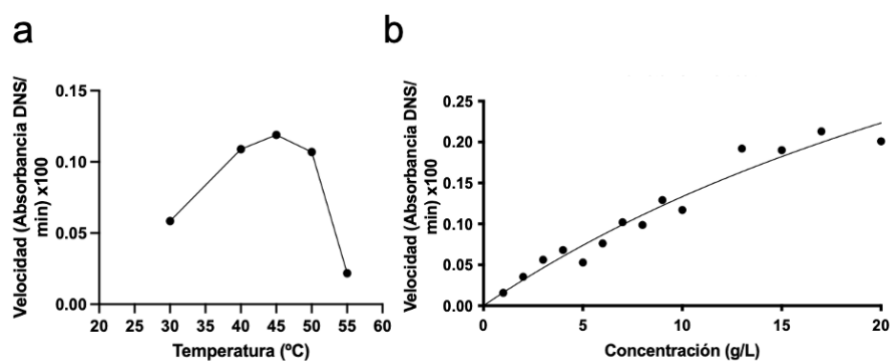 a
Velocidad (Absorbancia DNS/
min) x100
0.15
0.10
0.05
0.00
20 25 30 35 40 45 50 55 60
Temperatura (ºC)
b
Velocidad (Absorbancia DNS/
min) x100
0.25
0.20
0.15
0.10
0.05
0.00
0 5 10 15 20
Concentración (g/L)